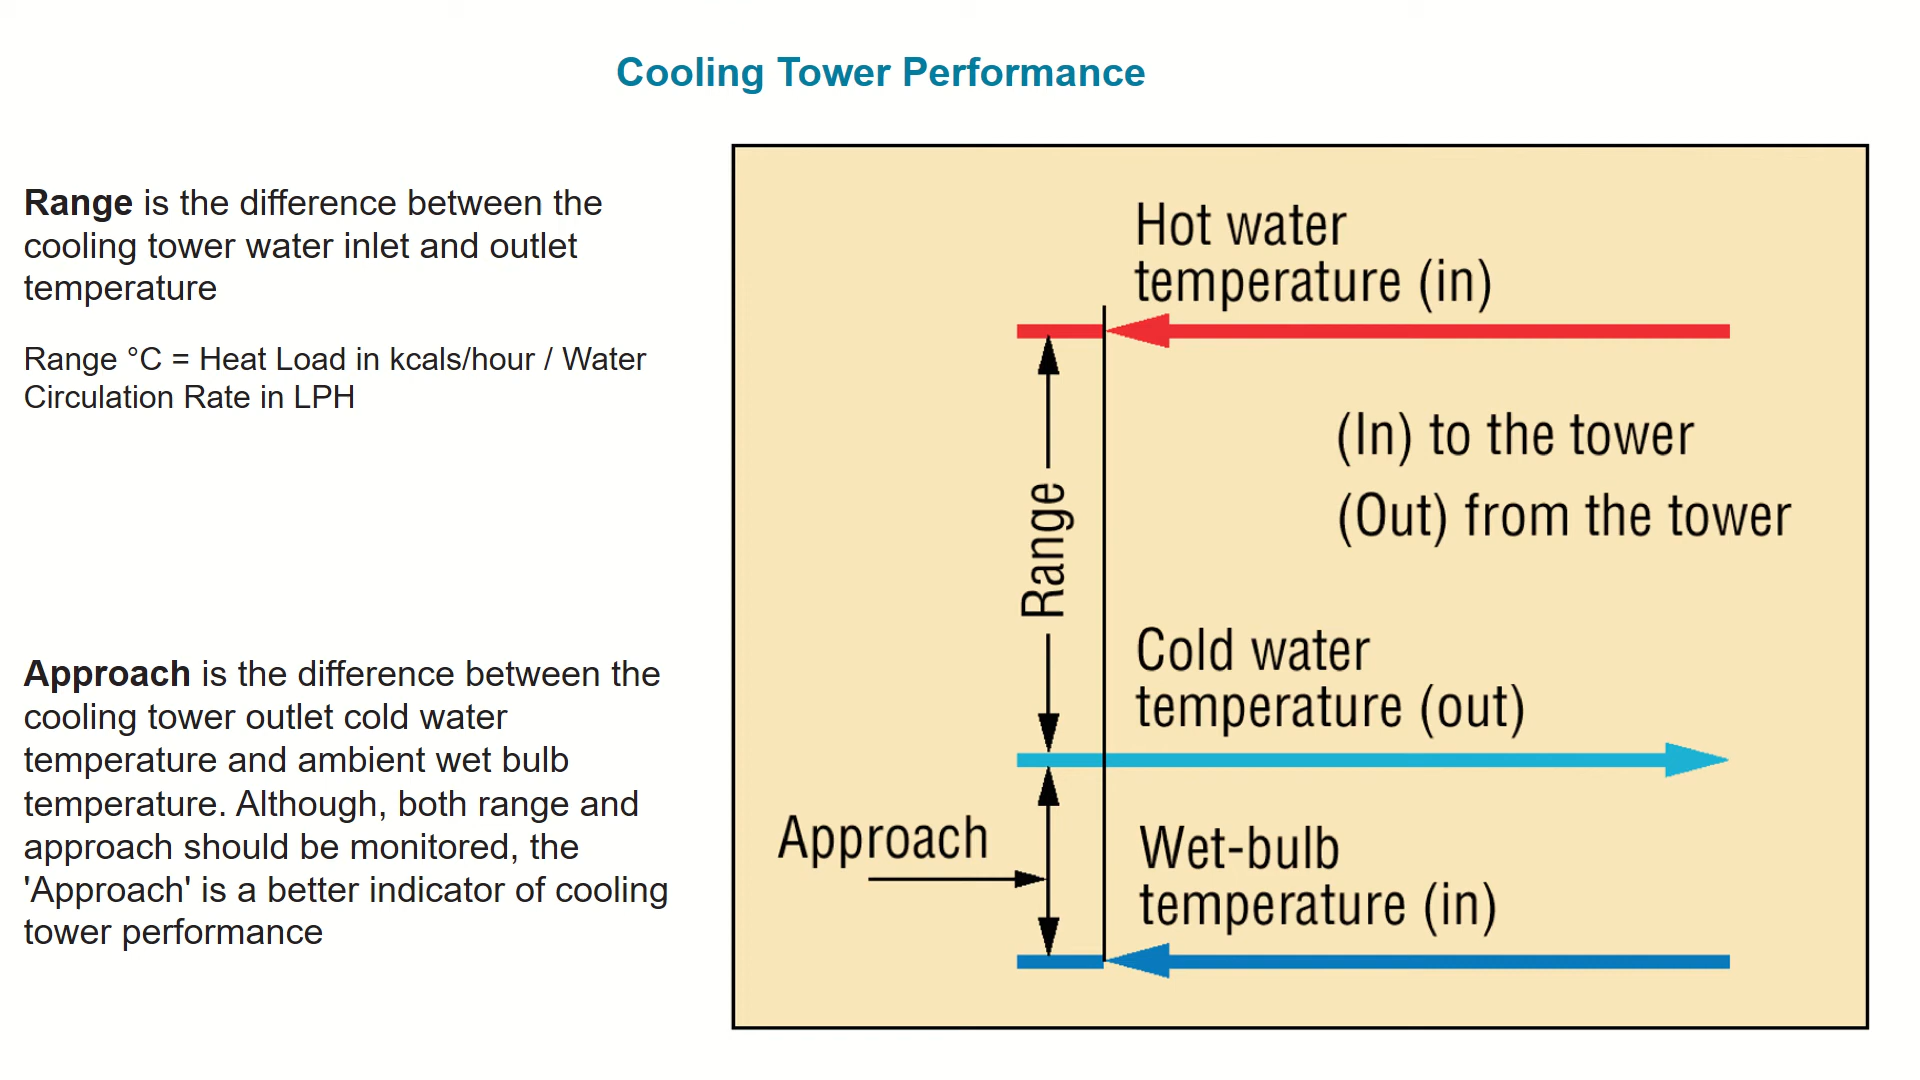 Cooling Tower Performance
Range is the difference between the
cooling tower water inlet and outlet
temperature
Range °C = Heat Load in kcals/hour / Water
Circulation Rate in LPH
Approach is the difference between the
cooling tower outlet cold water
temperature and ambient wet bulb
temperature. Although, both range and
approach should be monitored, the
'Approach' is a better indicator of cooling
tower performance
Hot water
temperature (in)
(In) to the tower
(Out) from the tower
Range
Cold water
temperature (out)
Approach
Wet-bulb
temperature (in)